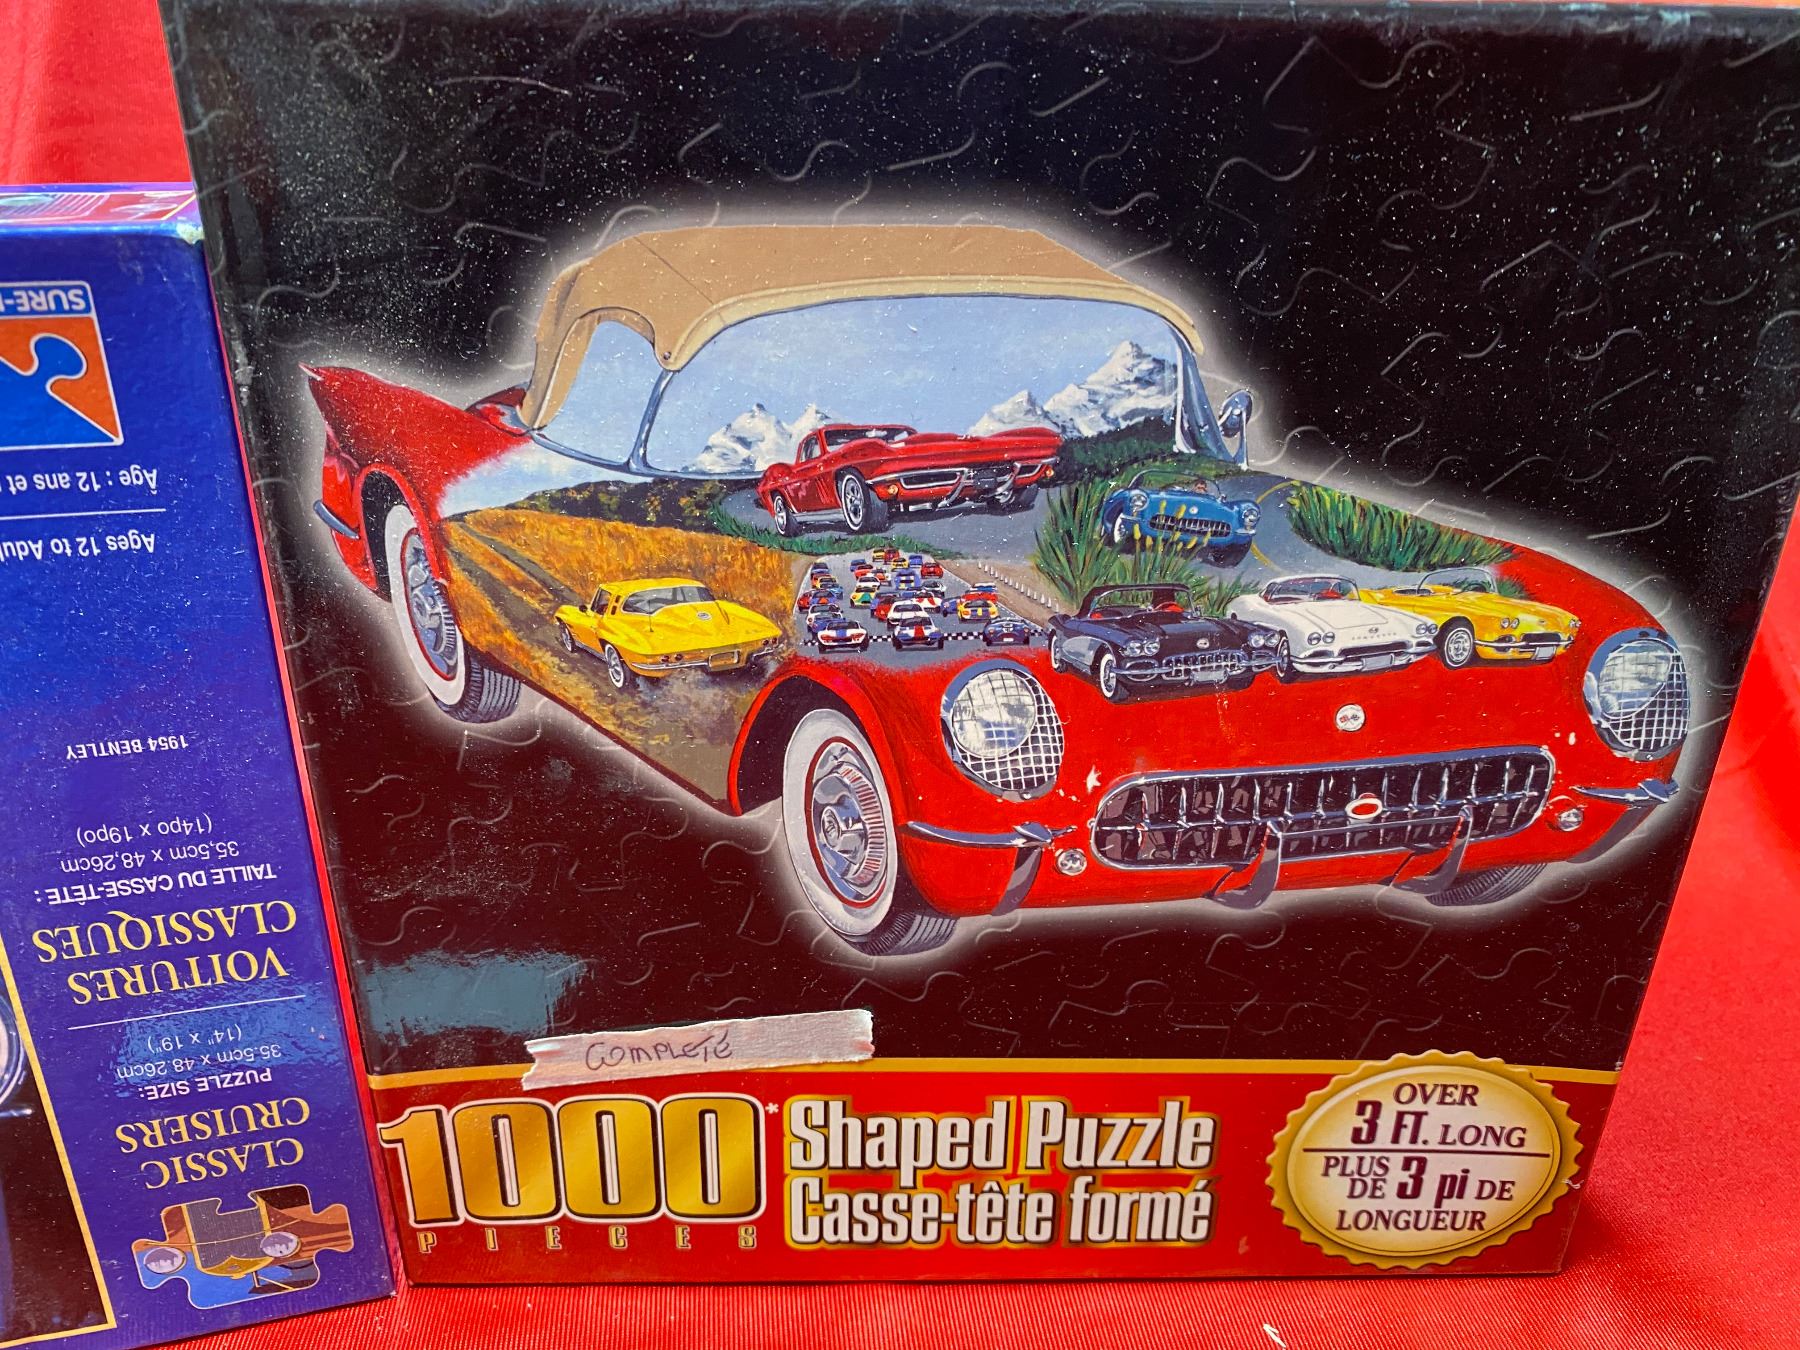 COMPLETÉ
1000*
PIECES
Shaped Puzzle
Casse-tête formé
OVER
3 FT. LONG
PLUS
DE 3 pi DE
LONGUEUR
CLASSIC
CRUISERS
PUZZLE SIZE:
35.5cm x 48.26cm
(14" x 19")
VOITURES
CLASSIQUES
TAILLE DU CASSE-TÊTE :
35,5cm x 48,26cm
(14po x 19po)
1954 BENTLEY
Ages 12 to
Âge : 12 ans et
SURE-